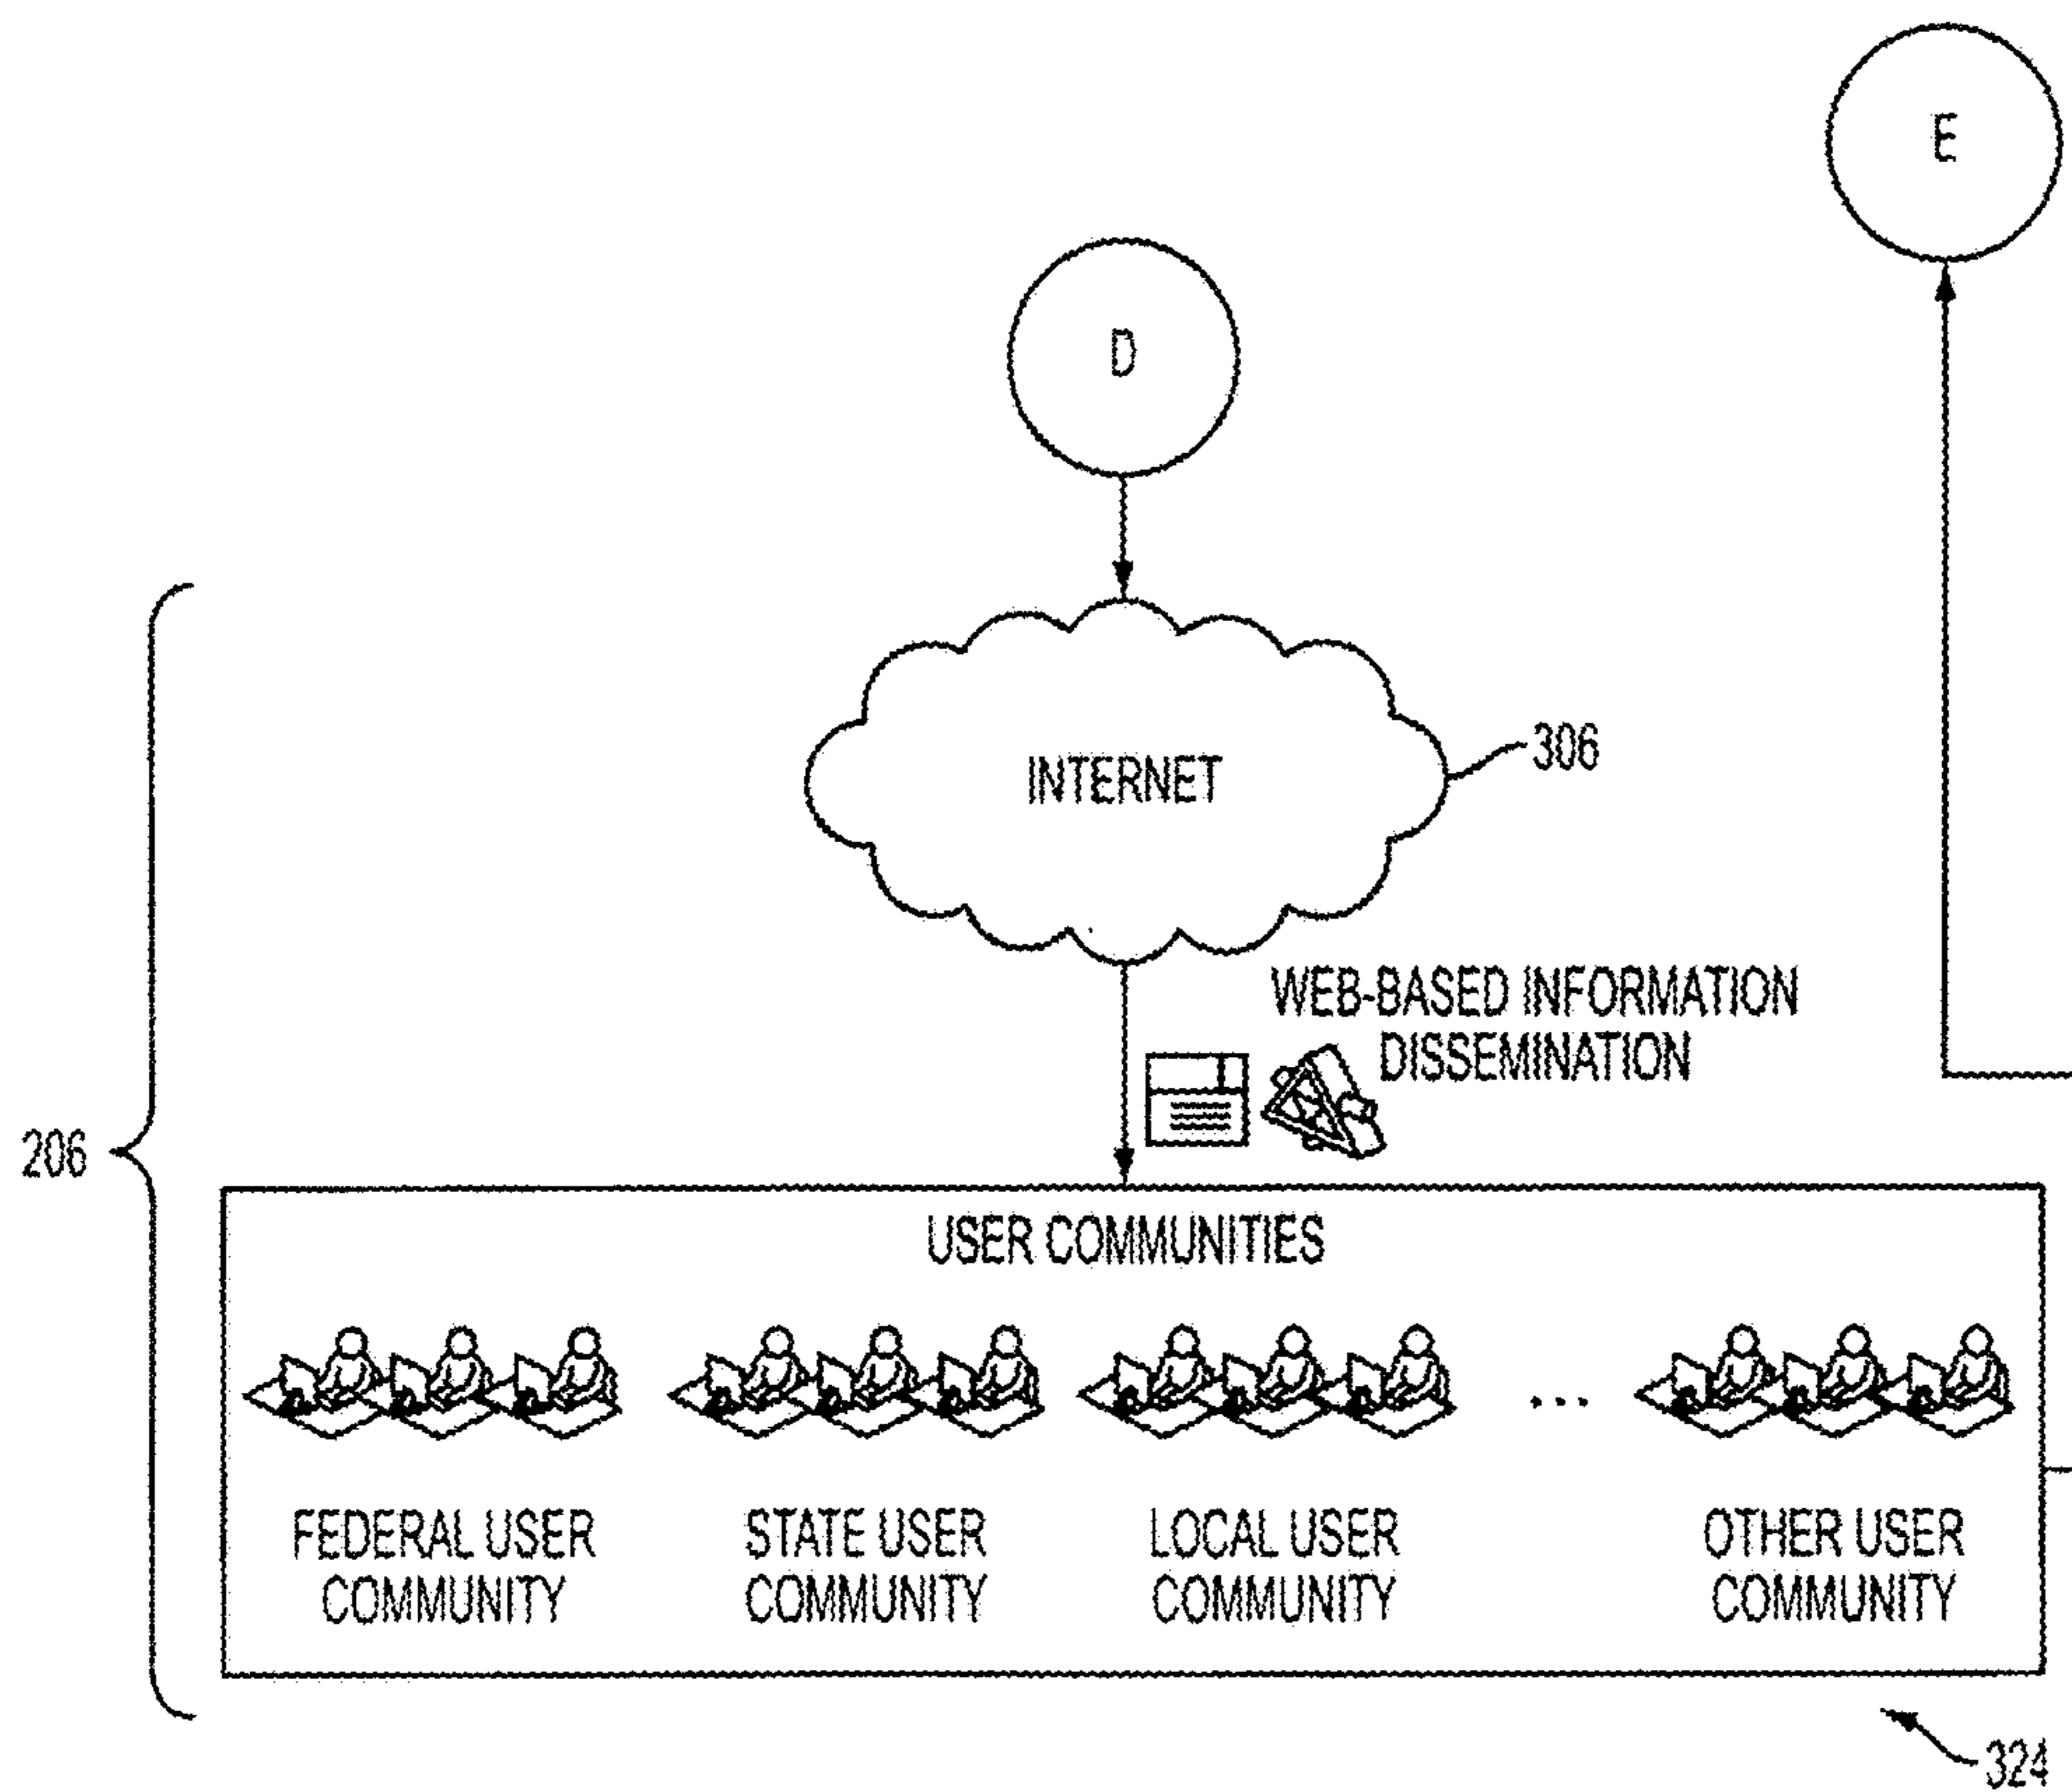 E
D
INTERNET
306
WEB-BASED INFORMATION
DISSEMINATION
206
USER COMMUNITIES
...
FEDERAL USER
COMMUNITY
STATE USER
COMMUNITY
LOCAL USER
COMMUNITY
OTHER USER
COMMUNITY
324